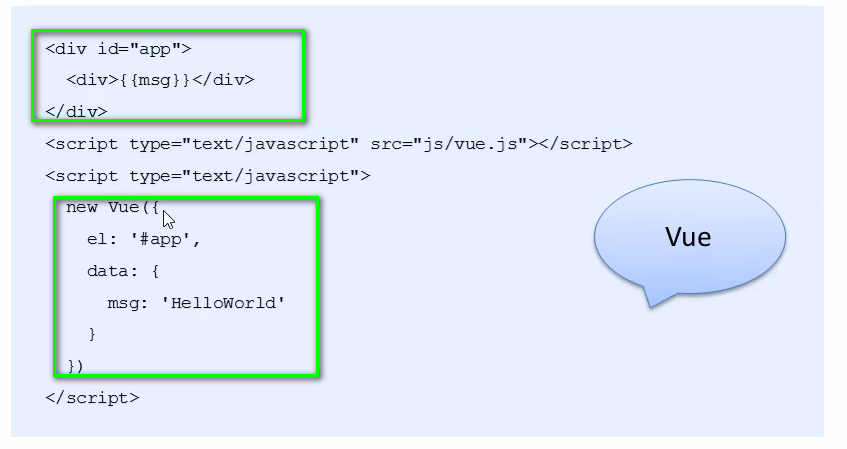 <div id="app">
  <div>{{msg}}</div>
</div>
<script type="text/javascript" src="js/vue.js"></script>
<script type="text/javascript">
  new Vue({
    el: '#app',
    data: {
      msg: 'HelloWorld'
    }
  })
</script>
Vue